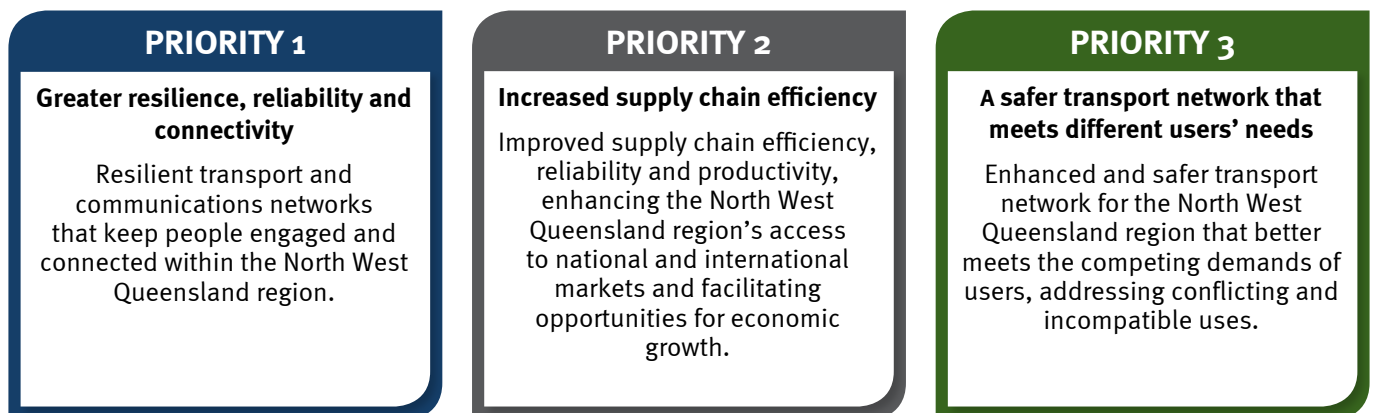 PRIORITY 1
Greater resilience, reliability and
connectivity
Resilient transport and
communications networks
that keep people engaged and
connected within the North West
Queensland region.
PRIORITY 2
Increased supply chain efficiency
Improved supply chain efficiency,
reliability and productivity,
enhancing the North West
Queensland region’s access
to national and international
markets and facilitating
opportunities for economic
growth.
PRIORITY 3
A safer transport network that
meets different users’ needs
Enhanced and safer transport
network for the North West
Queensland region that better
meets the competing demands of
users, addressing conflicting and
incompatible uses.